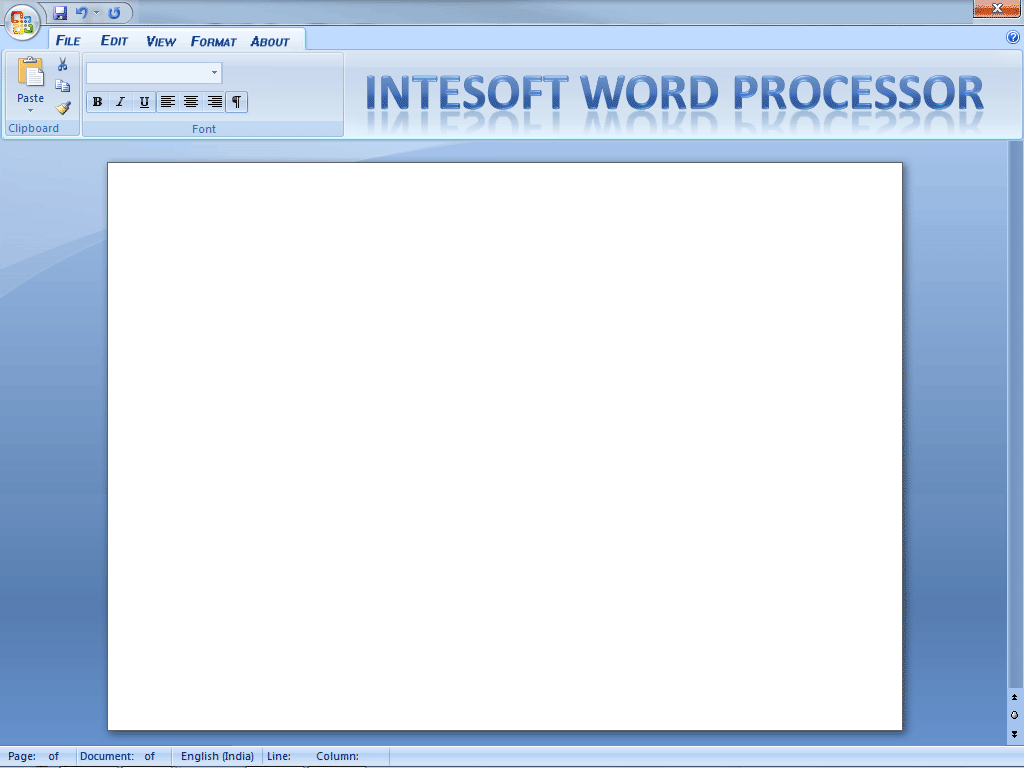 FILE EDIT VIEW FORMAT ABOUT
Paste
B I U ¶
Clipboard Font
INTESOFT WORD PROCESSOR
Page: of Document: of English (India) Line: Column: